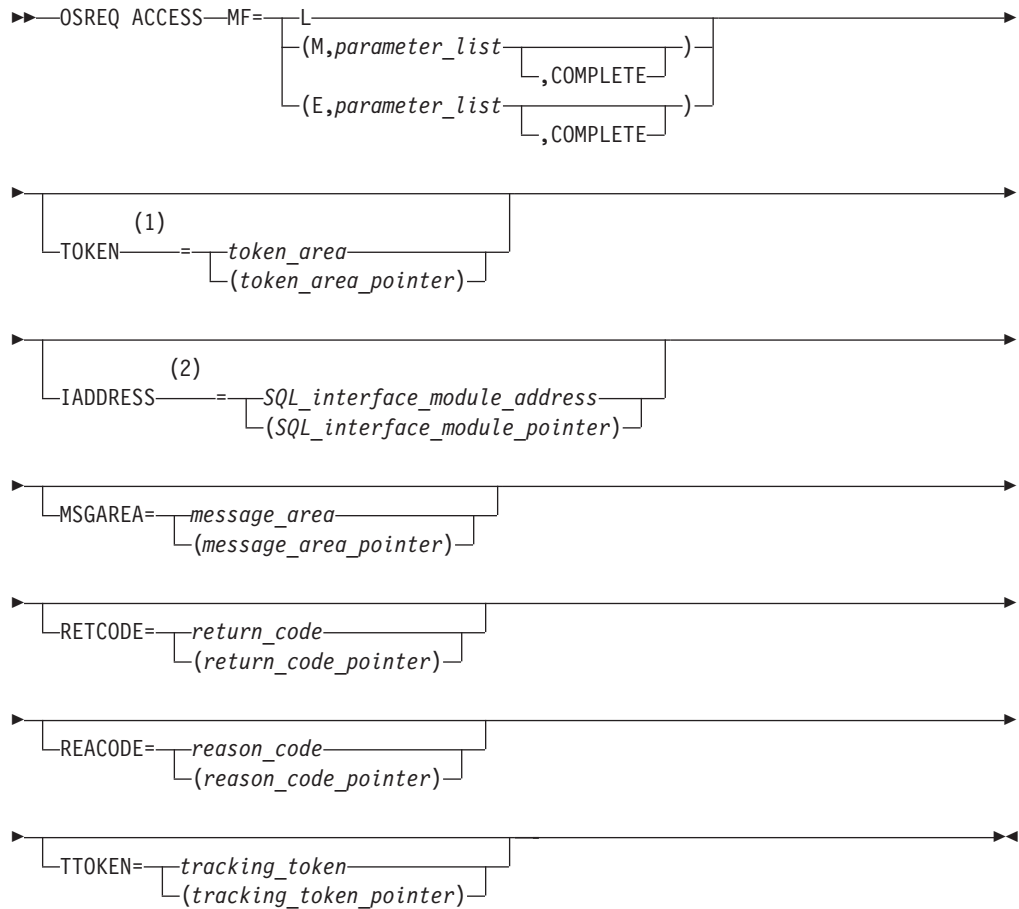 OSREQ ACCESS MF= L
(M,parameter_list )
,COMPLETE
(E,parameter_list )
,COMPLETE
(1)
TOKEN = token_area
(token_area_pointer)
(2)
IADDRESS = SQL_interface_module_address
(SQL_interface_module_pointer)
MSGAREA= message_area
(message_area_pointer)
RETCODE= return_code
(return_code_pointer)
REACODE= reason_code
(reason_code_pointer)
TTOKEN= tracking_token
(tracking_token_pointer)